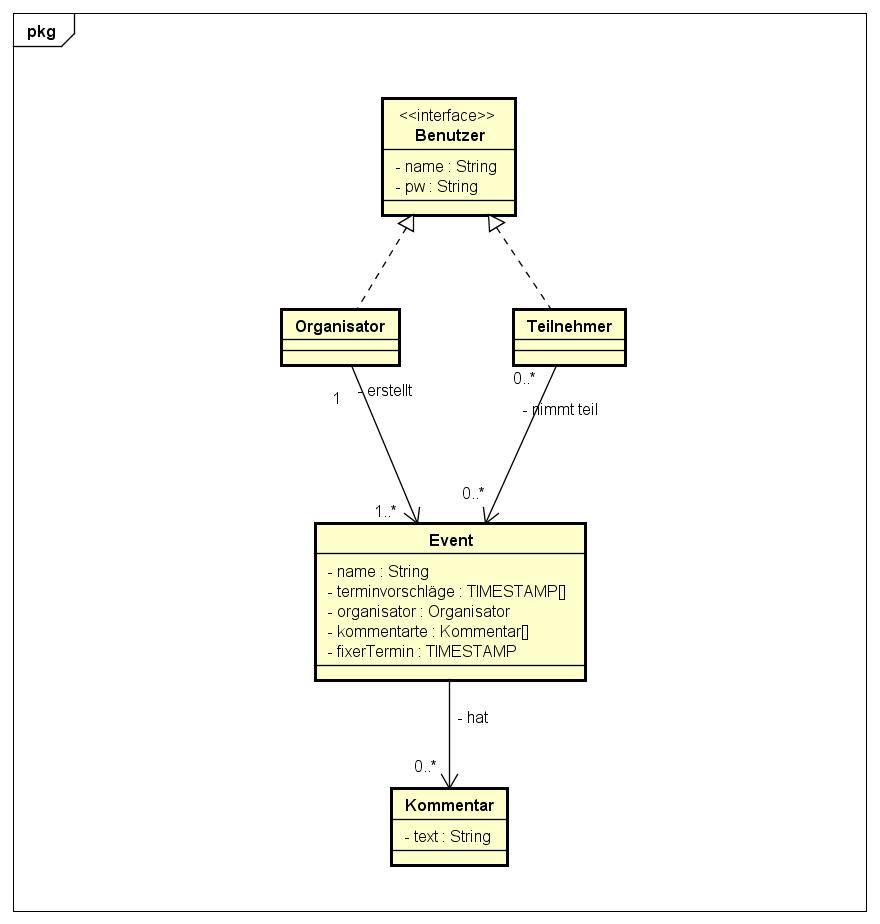 pkg
<<interface>>
Benutzer
- name : String
- pw : String
Organisator
Teilnehmer
0..*
- erstellt
1
- nimmt teil
0..*
1..*
Event
- name : String
- terminvorschläge : TIMESTAMP[]
- organisator : Organisator
- kommentarte : Kommentar[]
- fixerTermin : TIMESTAMP
- hat
0..*
Kommentar
- text : String